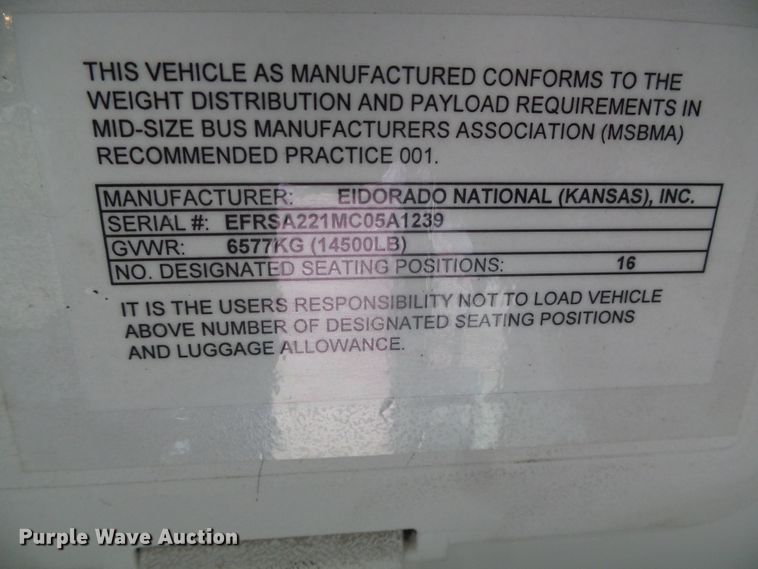 THIS VEHICLE AS MANUFACTURED CONFORMS TO THE
WEIGHT DISTRIBUTION AND PAYLOAD REQUIREMENTS IN
MID-SIZE BUS MANUFACTURERS ASSOCIATION (MSBMA)
RECOMMENDED PRACTICE 001.
MANUFACTURER: ElDORADO NATIONAL (KANSAS), INC.
SERIAL #: EFRSA221MC05A1239
GVWR: 6577KG (14500LB)
NO. DESIGNATED SEATING POSITIONS: 16
IT IS THE USERS RESPONSIBILITY NOT TO LOAD VEHICLE
ABOVE NUMBER OF DESIGNATED SEATING POSITIONS
AND LUGGAGE ALLOWANCE.
Purple Wave Auction